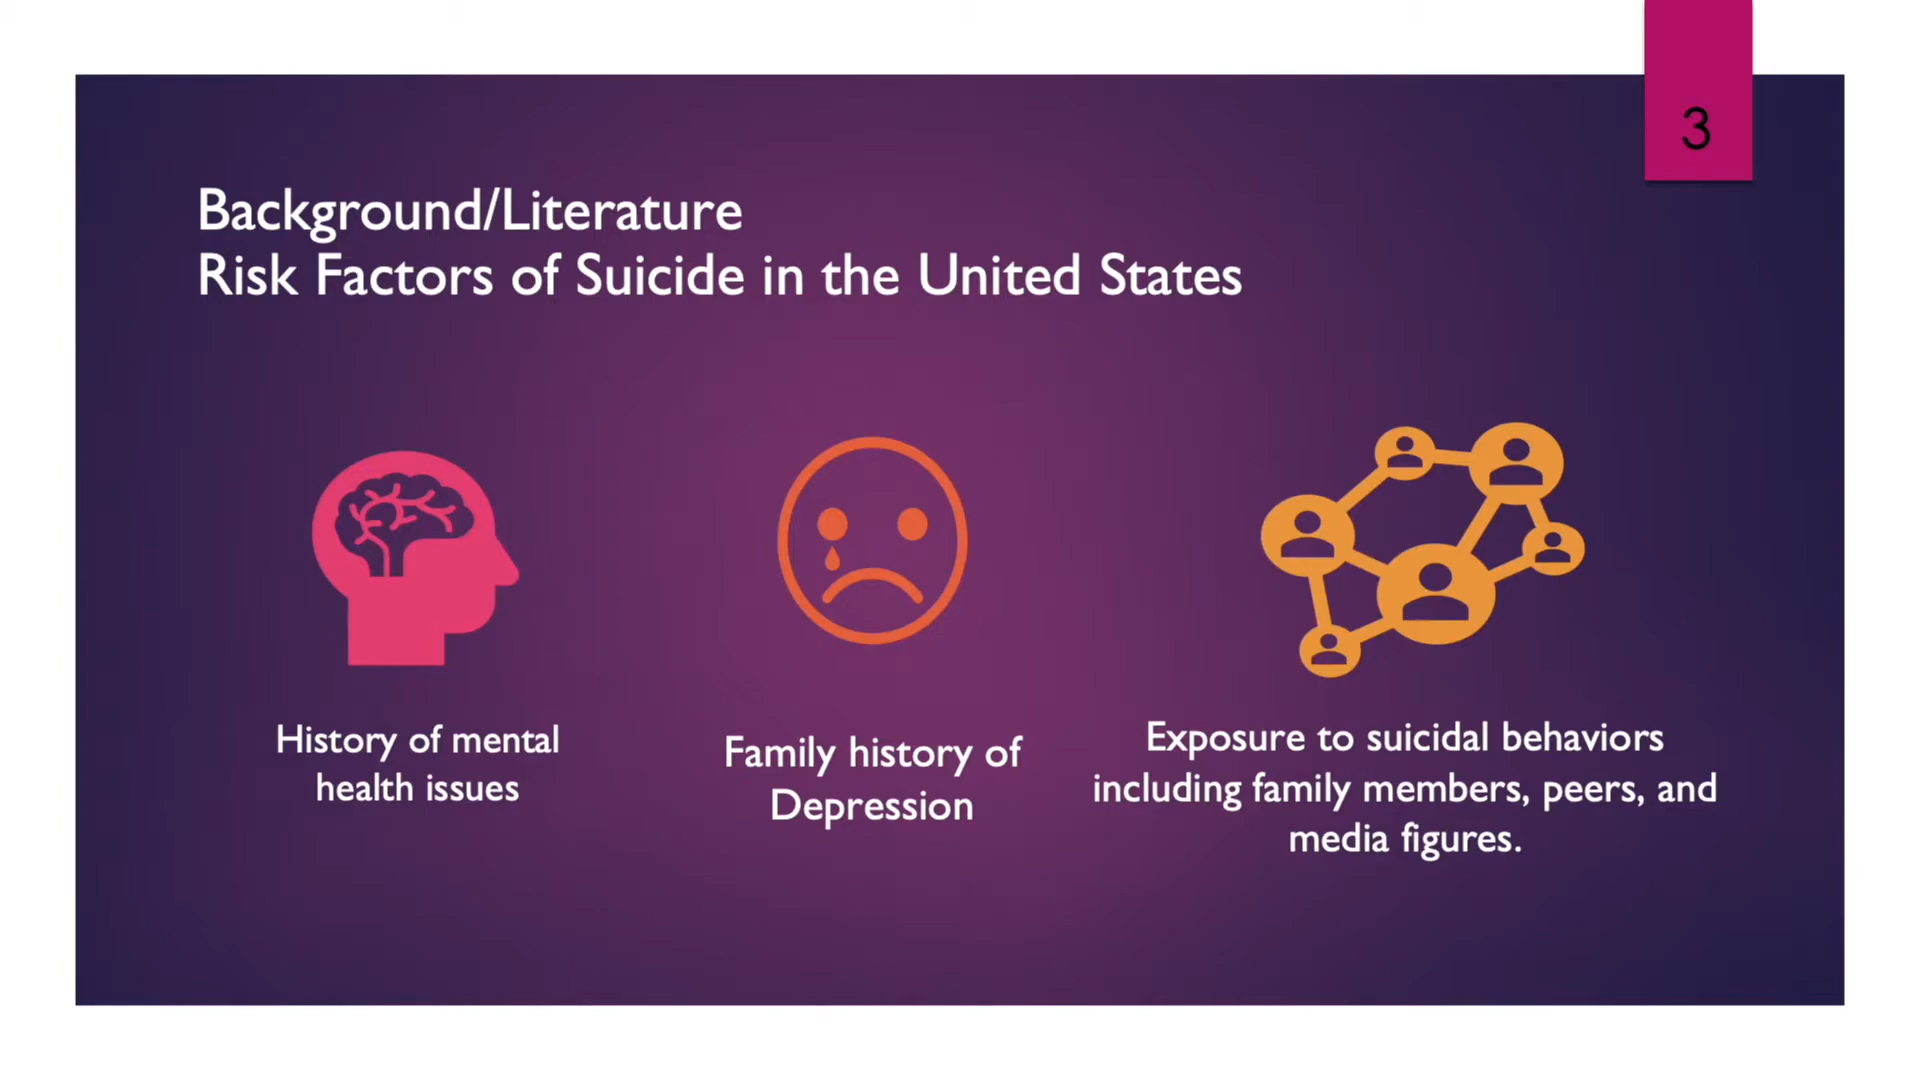 3
Background/Literature
Risk Factors of Suicide in the United States
History of mental
health issues
Family history of
Depression
Exposure to suicidal behaviors
including family members, peers, and
media figures.